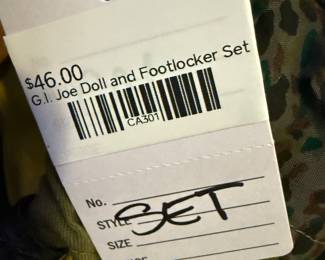 $46.00
G.I. Joe Doll and Footlocker Set
CA301
No.
STYLE SET
SIZE